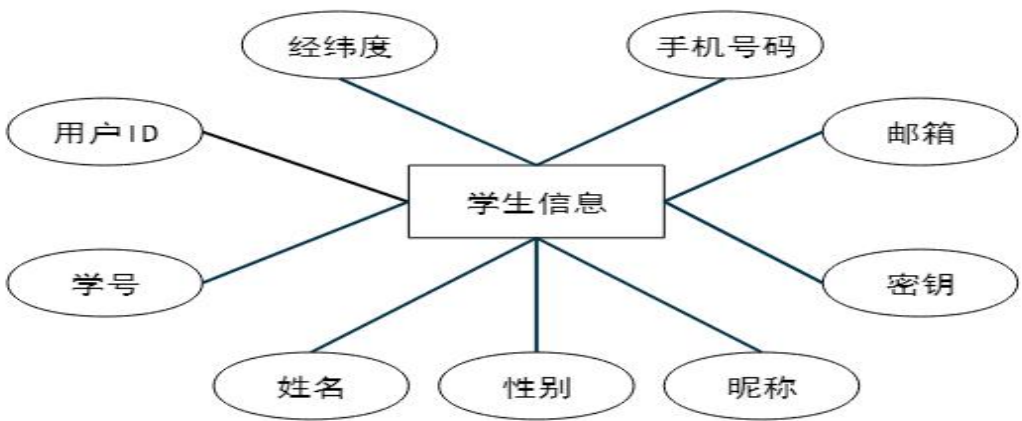 经纬度
手机号码
用户ID
邮箱
学生信息
学号
密钥
姓名
性别
昵称